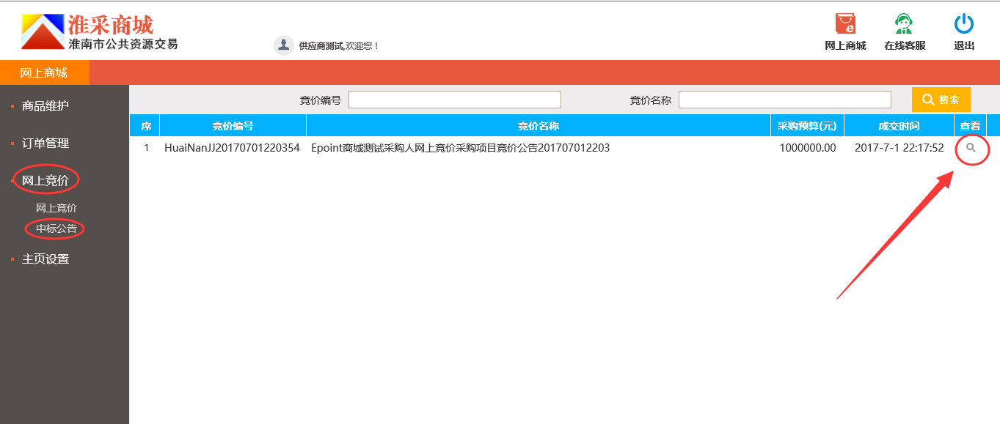 淮采商城
淮南市公共资源交易
供应商测试,欢迎您！
网上商城
在线客服
退出
网上商城
商品维护
订单管理
网上竞价
网上竞价
中标公告
主页设置
竞价编号
竞价名称
搜索
序 竞价编号 竞价名称 采购预算(元) 成交时间 查看
1 HuaiNanJJ20170701220354 Epoint商城测试采购人网上竞价采购项目竞价公告201707012203 1000000.00 2017-7-1 22:17:52